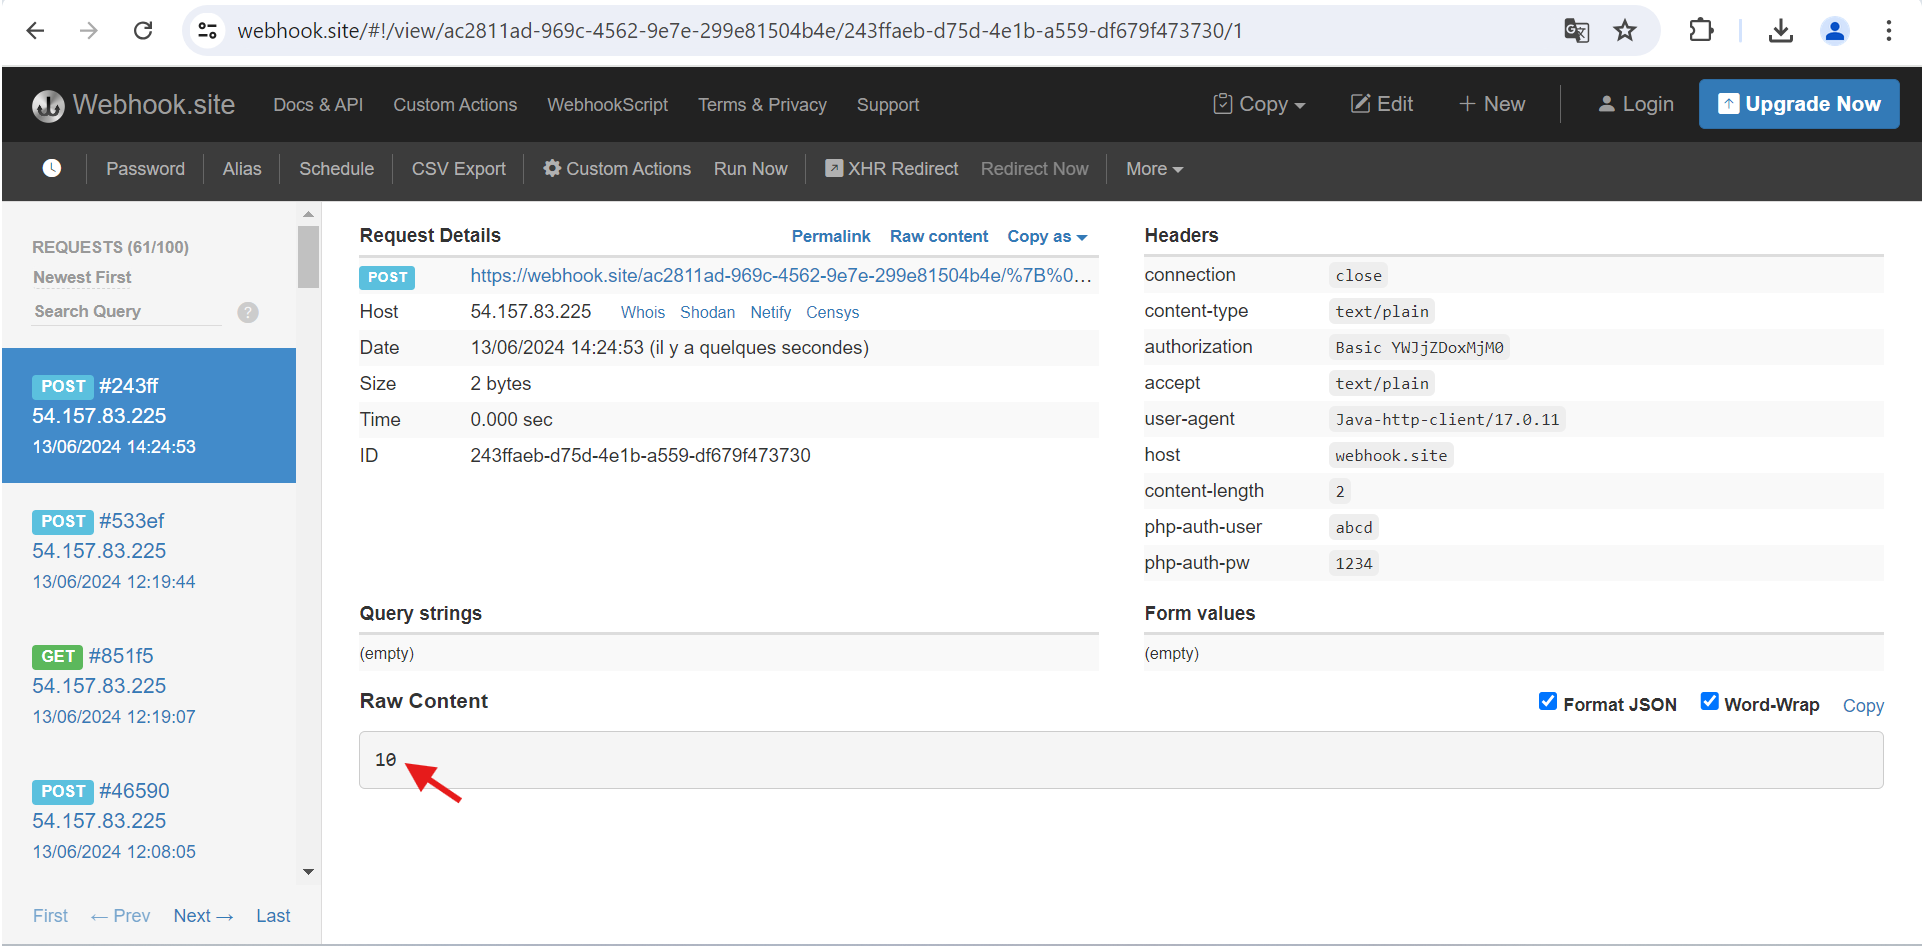 webhook.site/#!/view/ac2811ad-969c-4562-9e7e-299e81504b4e/243ffaeb-d75d-4e1b-a559-df679f473730/1
Webhook.site Docs & API Custom Actions WebhookScript Terms & Privacy Support Copy Edit + New Login Upgrade Now
Password Alias Schedule CSV Export Custom Actions Run Now XHR Redirect Redirect Now More
REQUESTS (61/100)
Newest First
Search Query ?
POST #243ff
54.157.83.225
13/06/2024 14:24:53
POST #533ef
54.157.83.225
13/06/2024 12:19:44
GET #851f5
54.157.83.225
13/06/2024 12:19:07
POST #46590
54.157.83.225
13/06/2024 12:08:05
First ← Prev Next → Last
Request Details Permalink Raw content Copy as
POST https://webhook.site/ac2811ad-969c-4562-9e7e-299e81504b4e/%7B%0…
Host 54.157.83.225 Whois Shodan Netify Censys
Date 13/06/2024 14:24:53 (il y a quelques secondes)
Size 2 bytes
Time 0.000 sec
ID 243ffaeb-d75d-4e1b-a559-df679f473730
Headers
connection close
content-type text/plain
authorization Basic YWJjZDoxMjM0
accept text/plain
user-agent Java-http-client/17.0.11
host webhook.site
content-length 2
php-auth-user abcd
php-auth-pw 1234
Query strings
(empty)
Form values
(empty)
Raw Content Format JSON Word-Wrap Copy
10